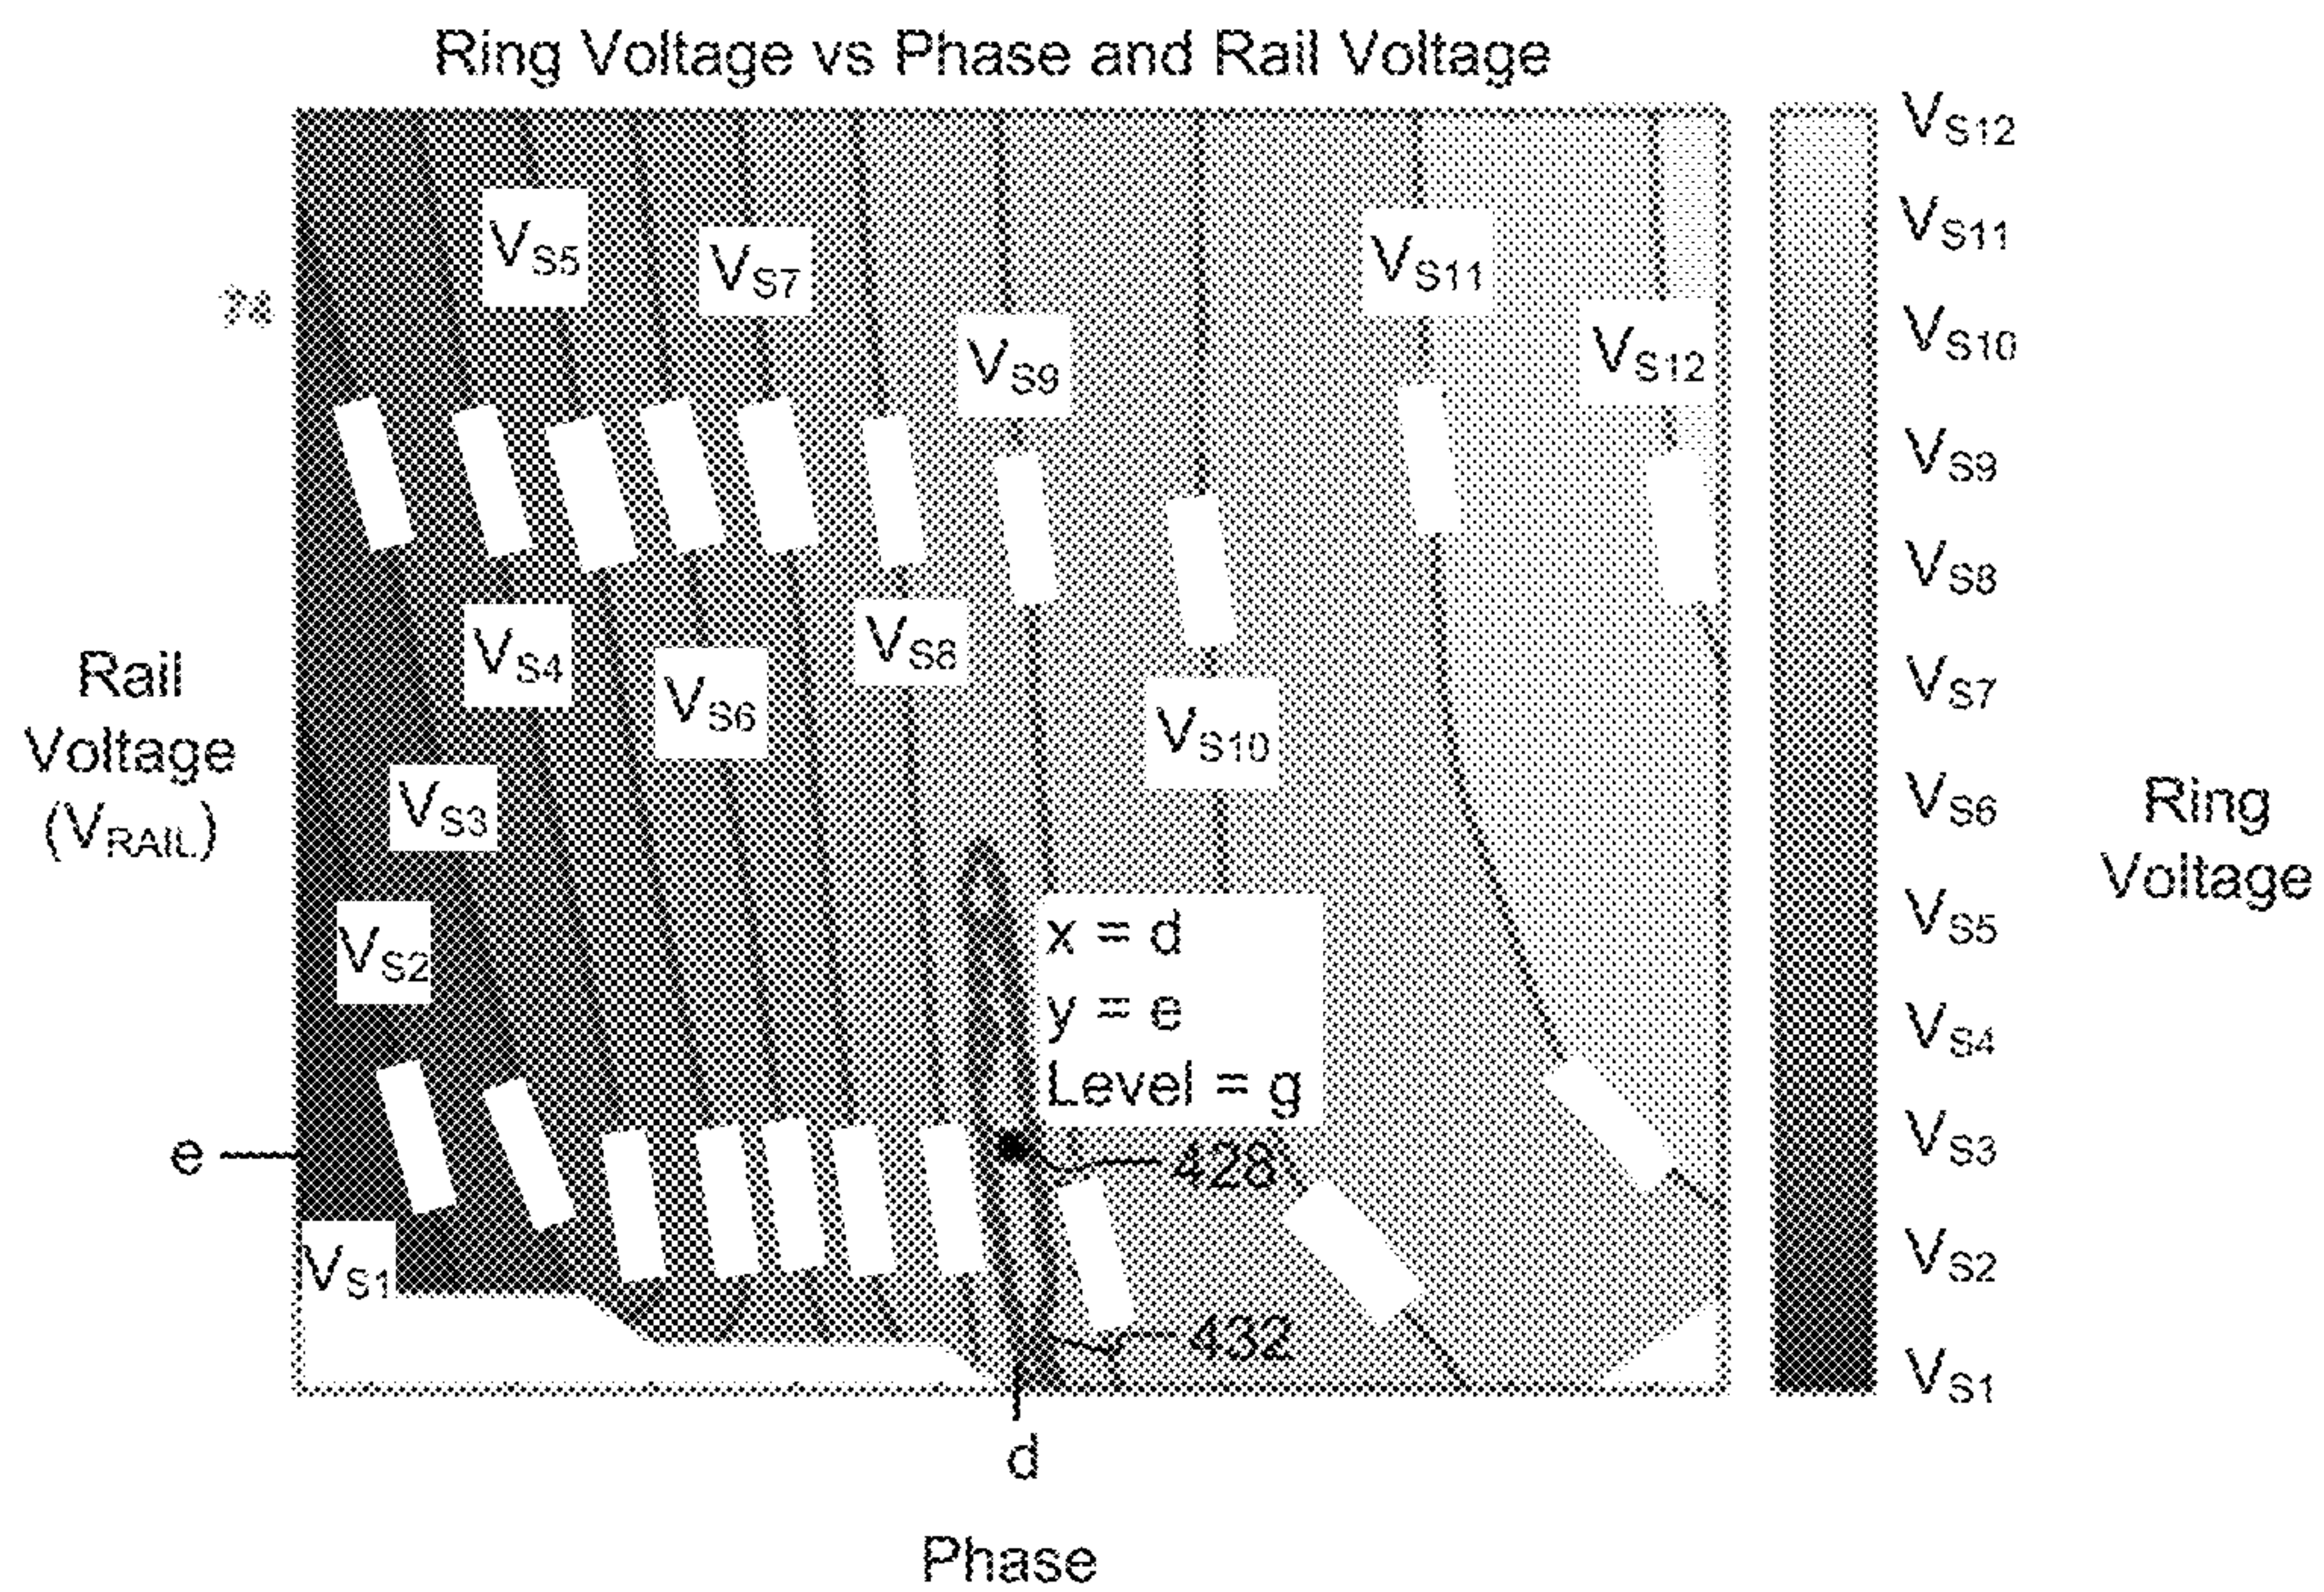 Ring Voltage vs Phase and Rail Voltage
VS12
VS11
VS10
VS9
VS8
VS7
VS6
VS5
VS4
VS3
VS2
VS1
Ring
Voltage
Rail
Voltage
(VRAIL)
VS5
VS7
VS11
VS9
VS12
VS4
VS8
VS6
VS10
VS3
VS2
x = d
y = e
Level = g
e
428
VS1
432
d
Phase